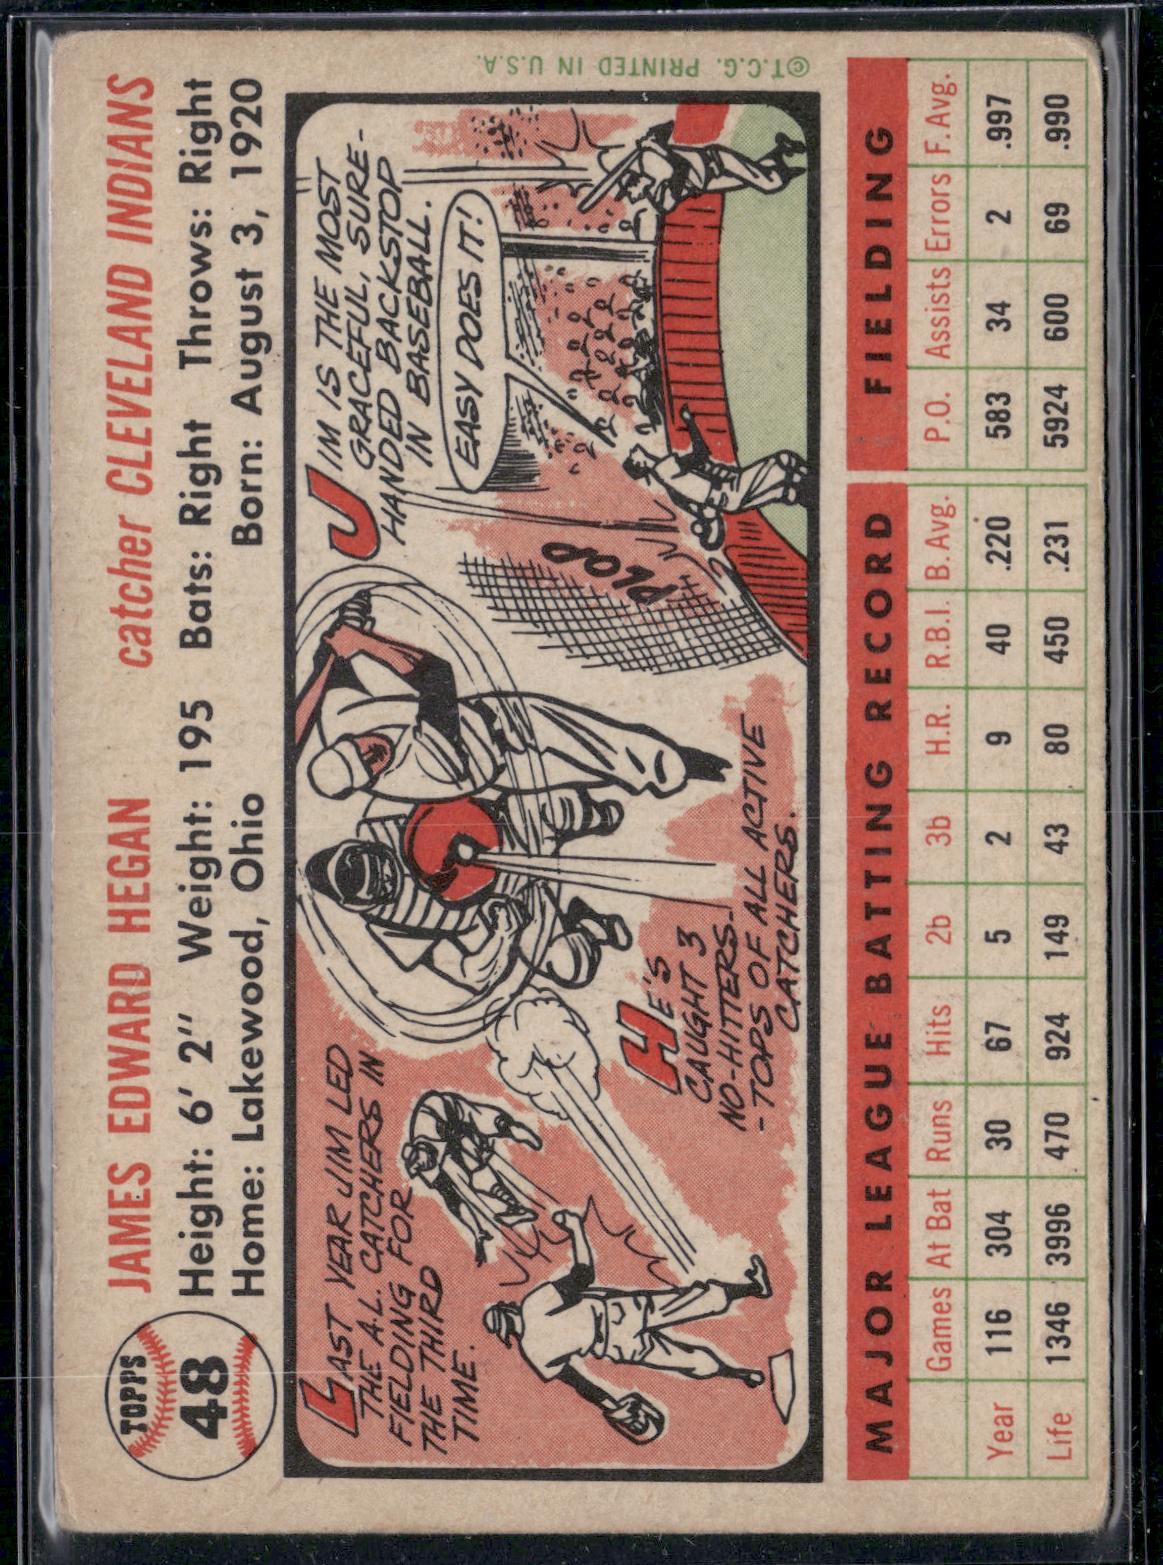 TOPPS
48
JAMES EDWARD HEGAN catcher CLEVELAND INDIANS
Height: 6' 2" Weight: 195 Bats: Right Throws: Right
Home: Lakewood, Ohio Born: August 3, 1920
LAST YEAR JIM LED
THE A.L. CATCHERS IN
FIELDING FOR
THE THIRD
TIME.
HE'S
CAUGHT 3
NO-HITTERS-
-TOPS OF ALL ACTIVE
CATCHERS.
JIM IS THE MOST
GRACEFUL, SURE-
HANDED BACKSTOP
IN BASEBALL.
EASY DOES IT!
PLOP
©T.C.G. PRINTED IN U.S.A.
MAJOR LEAGUE BATTING RECORD FIELDING
Games At Bat Runs Hits 2b 3b H.R. R.B.I. B.Avg. P.O. Assists Errors F.Avg.
Year 116 304 30 67 5 2 9 40 .220 583 34 2 .997
Life 1346 3996 470 924 149 43 80 450 .231 5924 600 69 .990